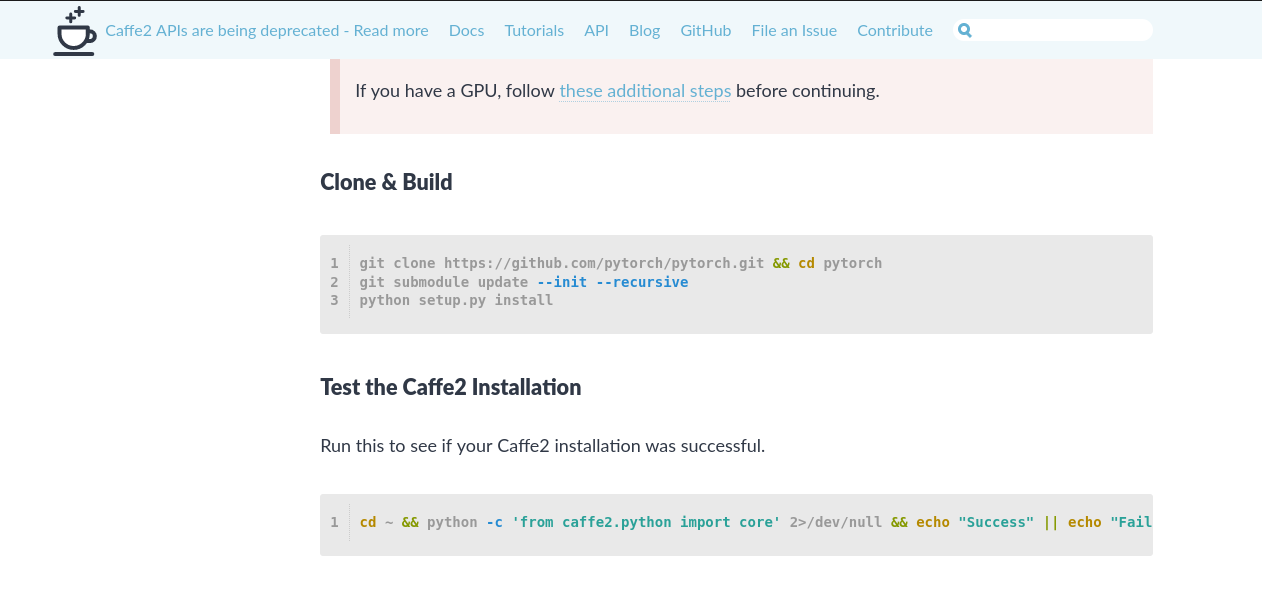 Caffe2 APIs are being deprecated - Read more Docs Tutorials API Blog GitHub File an Issue Contribute
If you have a GPU, follow these additional steps before continuing.
Clone & Build
1 git clone https://github.com/pytorch/pytorch.git && cd pytorch
2 git submodule update --init --recursive
3 python setup.py install
Test the Caffe2 Installation
Run this to see if your Caffe2 installation was successful.
1 cd ~ && python -c 'from caffe2.python import core' 2>/dev/null && echo "Success" || echo "Fail